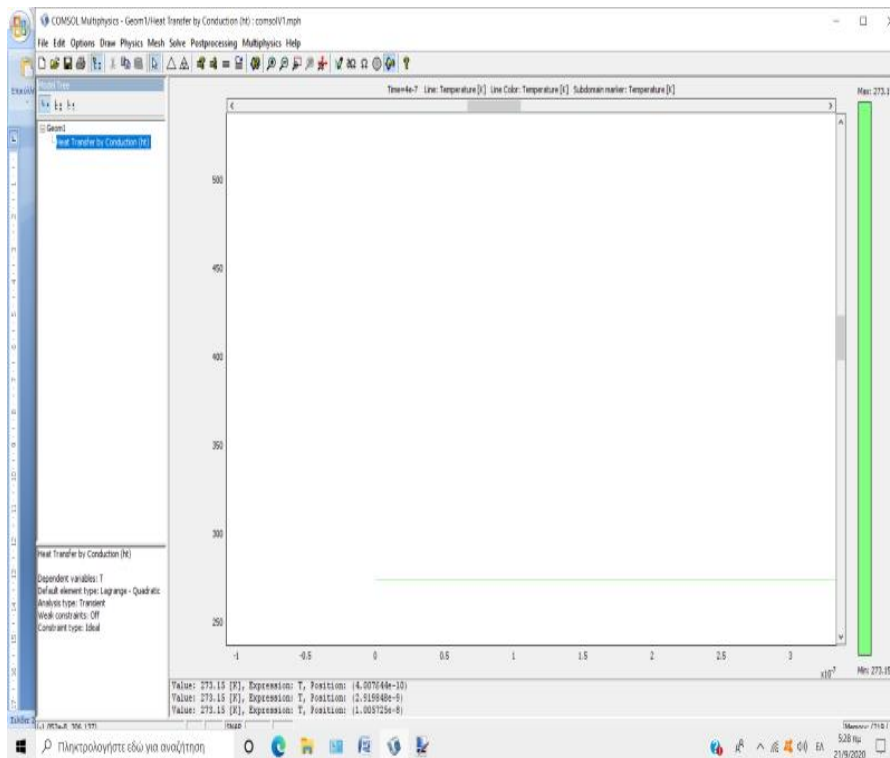 COMSOL Multiphysics - Geom1/Heat Transfer by Conduction (ht) : comsolV1.mph
File Edit Options Draw Physics Mesh Solve Postprocessing Multiphysics Help
Model Tree
Time=4e-7 Line: Temperature [K] Line Color: Temperature [K] Subdomain marker: Temperature [K]
Max: 273.1
Geom1
Heat Transfer by Conduction (ht)
500
450
400
350
300
250
Heat Transfer by Conduction (ht)
Dependent variables: T
Default element type: Lagrange - Quadratic
Analysis type: Transient
Weak constraints: Off
Constraint type: Ideal
-1 -0.5 0 0.5 1 1.5 2 2.5 3
x10⁻⁷
Min: 273.15
Value: 273.15 [K], Expression: T, Position: (4.007844e-10)
Value: 273.15 [K], Expression: T, Position: (2.919848e-9)
Value: 273.15 [K], Expression: T, Position: (1.005725e-8)
Πληκτρολογήστε εδώ για αναζήτηση
ΕΛ
5:28 πμ
21/9/2020